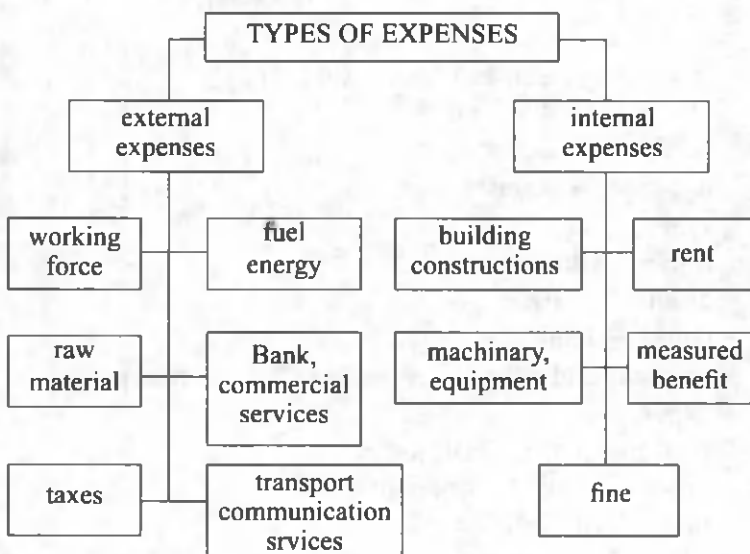 TYPES OF EXPENSES
external
expenses
internal
expenses
working
force
fuel
energy
building
constructions
rent
raw
material
Bank,
commercial
services
machinary,
equipment
measured
benefit
taxes
transport
communication
srvices
fine